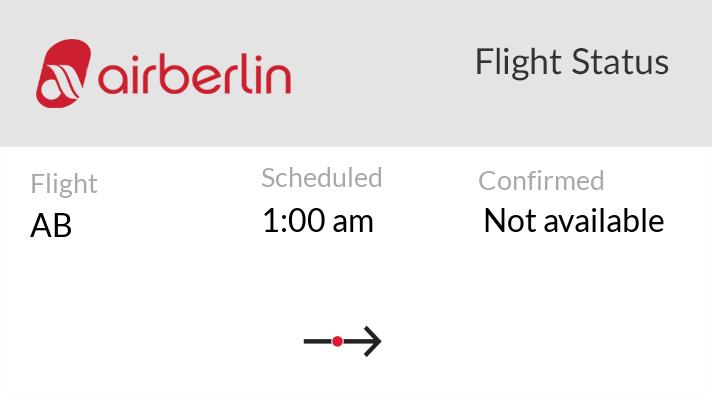 airberlin
Flight Status
Flight Scheduled Confirmed
AB 1:00 am Not available